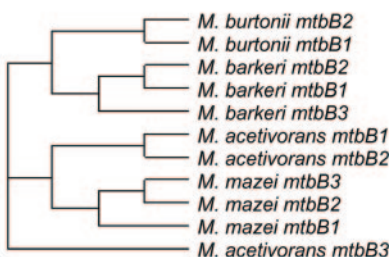 M. burtonii mtbB2
M. burtonii mtbB1
M. barkeri mtbB2
M. barkeri mtbB1
M. barkeri mtbB3
M. acetivorans mtbB1
M. acetivorans mtbB2
M. mazei mtbB3
M. mazei mtbB2
M. mazei mtbB1
M. acetivorans mtbB3